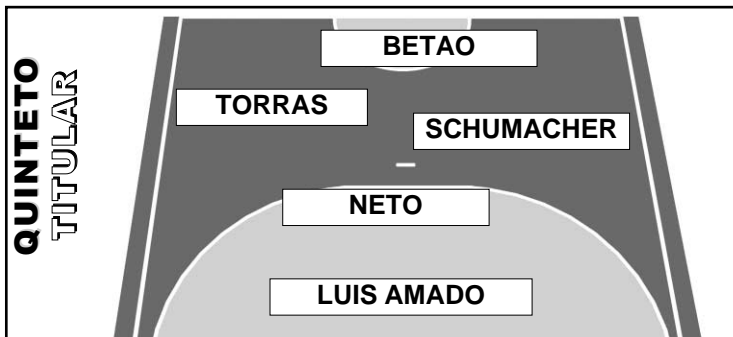 QUINTETO
TITULAR
BETAO
TORRAS
SCHUMACHER
NETO
LUIS AMADO